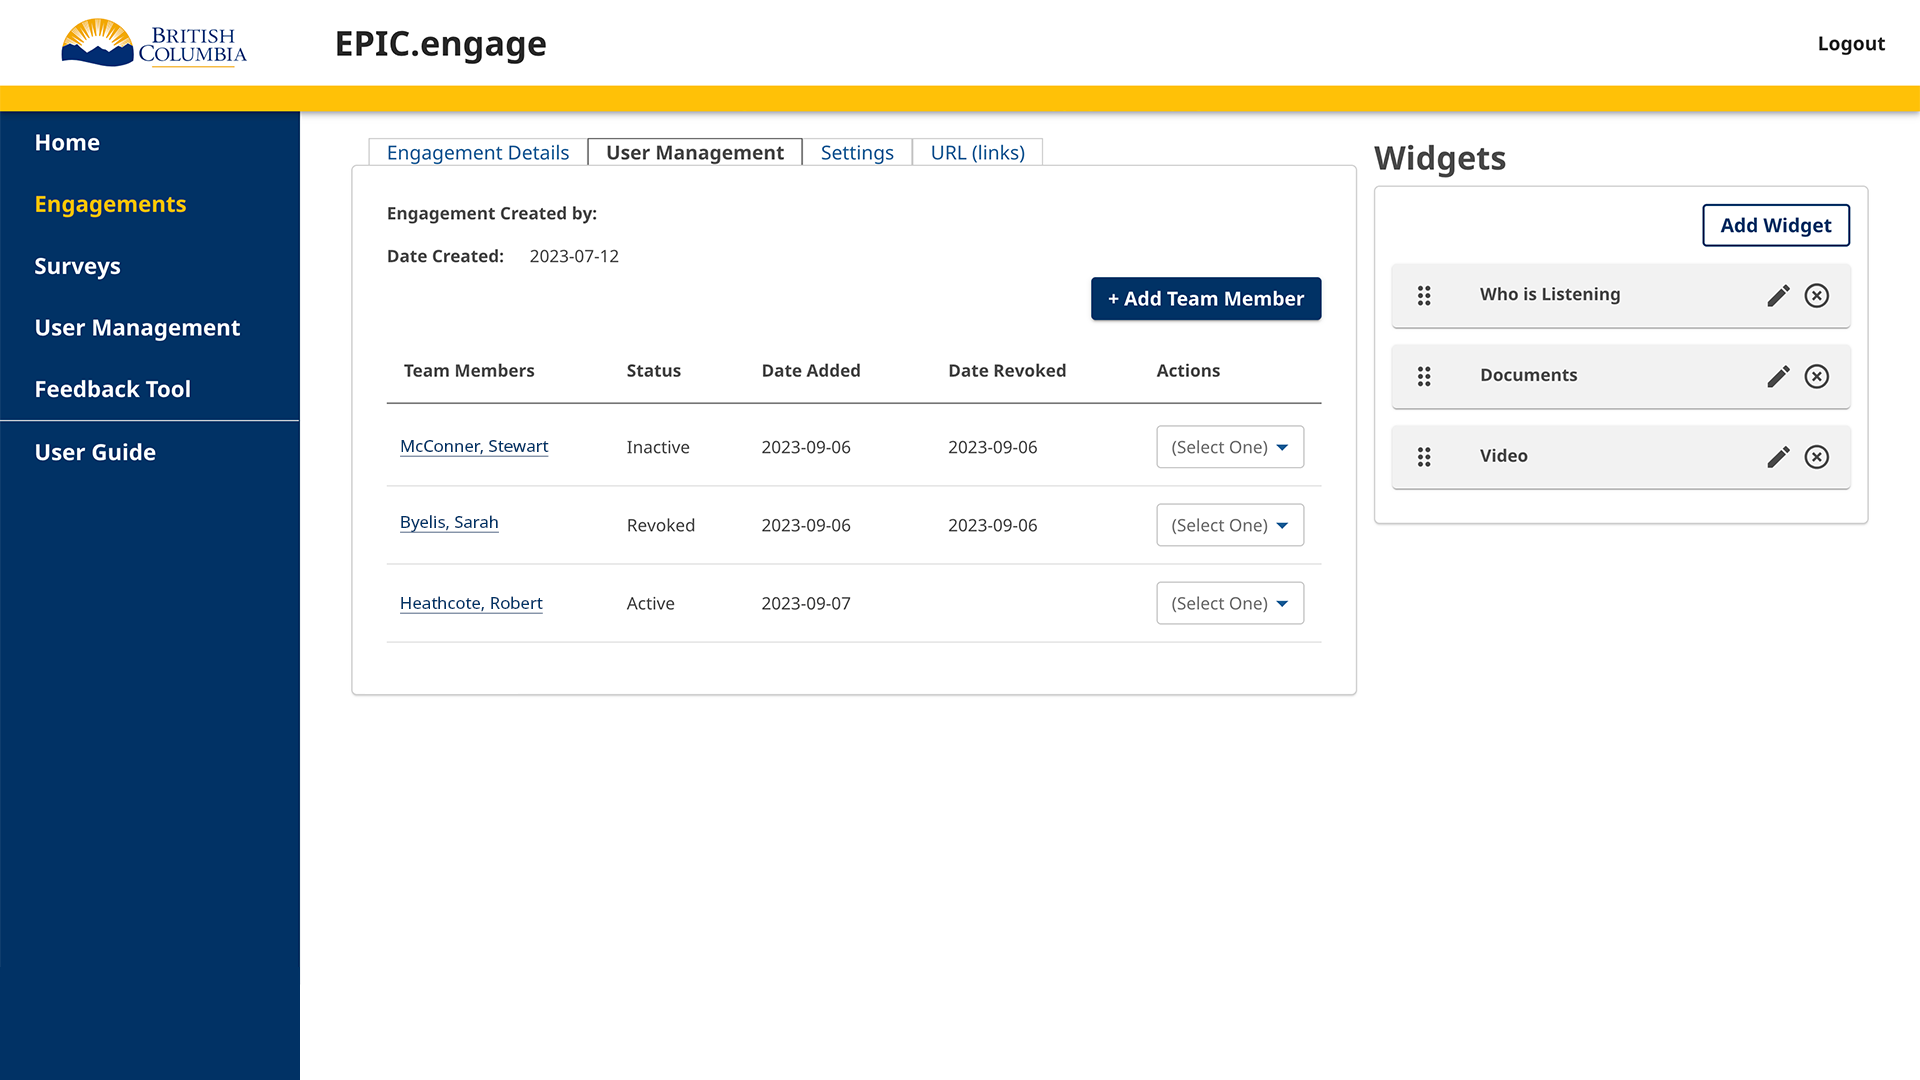 BRITISH
COLUMBIA
EPIC.engage
Logout
Home
Engagements
Surveys
User Management
Feedback Tool
User Guide
Engagement Details
User Management
Settings
URL (links)
Engagement Created by:
Date Created: 2023-07-12
+ Add Team Member
Team Members Status Date Added Date Revoked Actions
McConner, Stewart Inactive 2023-09-06 2023-09-06 (Select One)
Byelis, Sarah Revoked 2023-09-06 2023-09-06 (Select One)
Heathcote, Robert Active 2023-09-07 (Select One)
Widgets
Add Widget
Who is Listening
Documents
Video